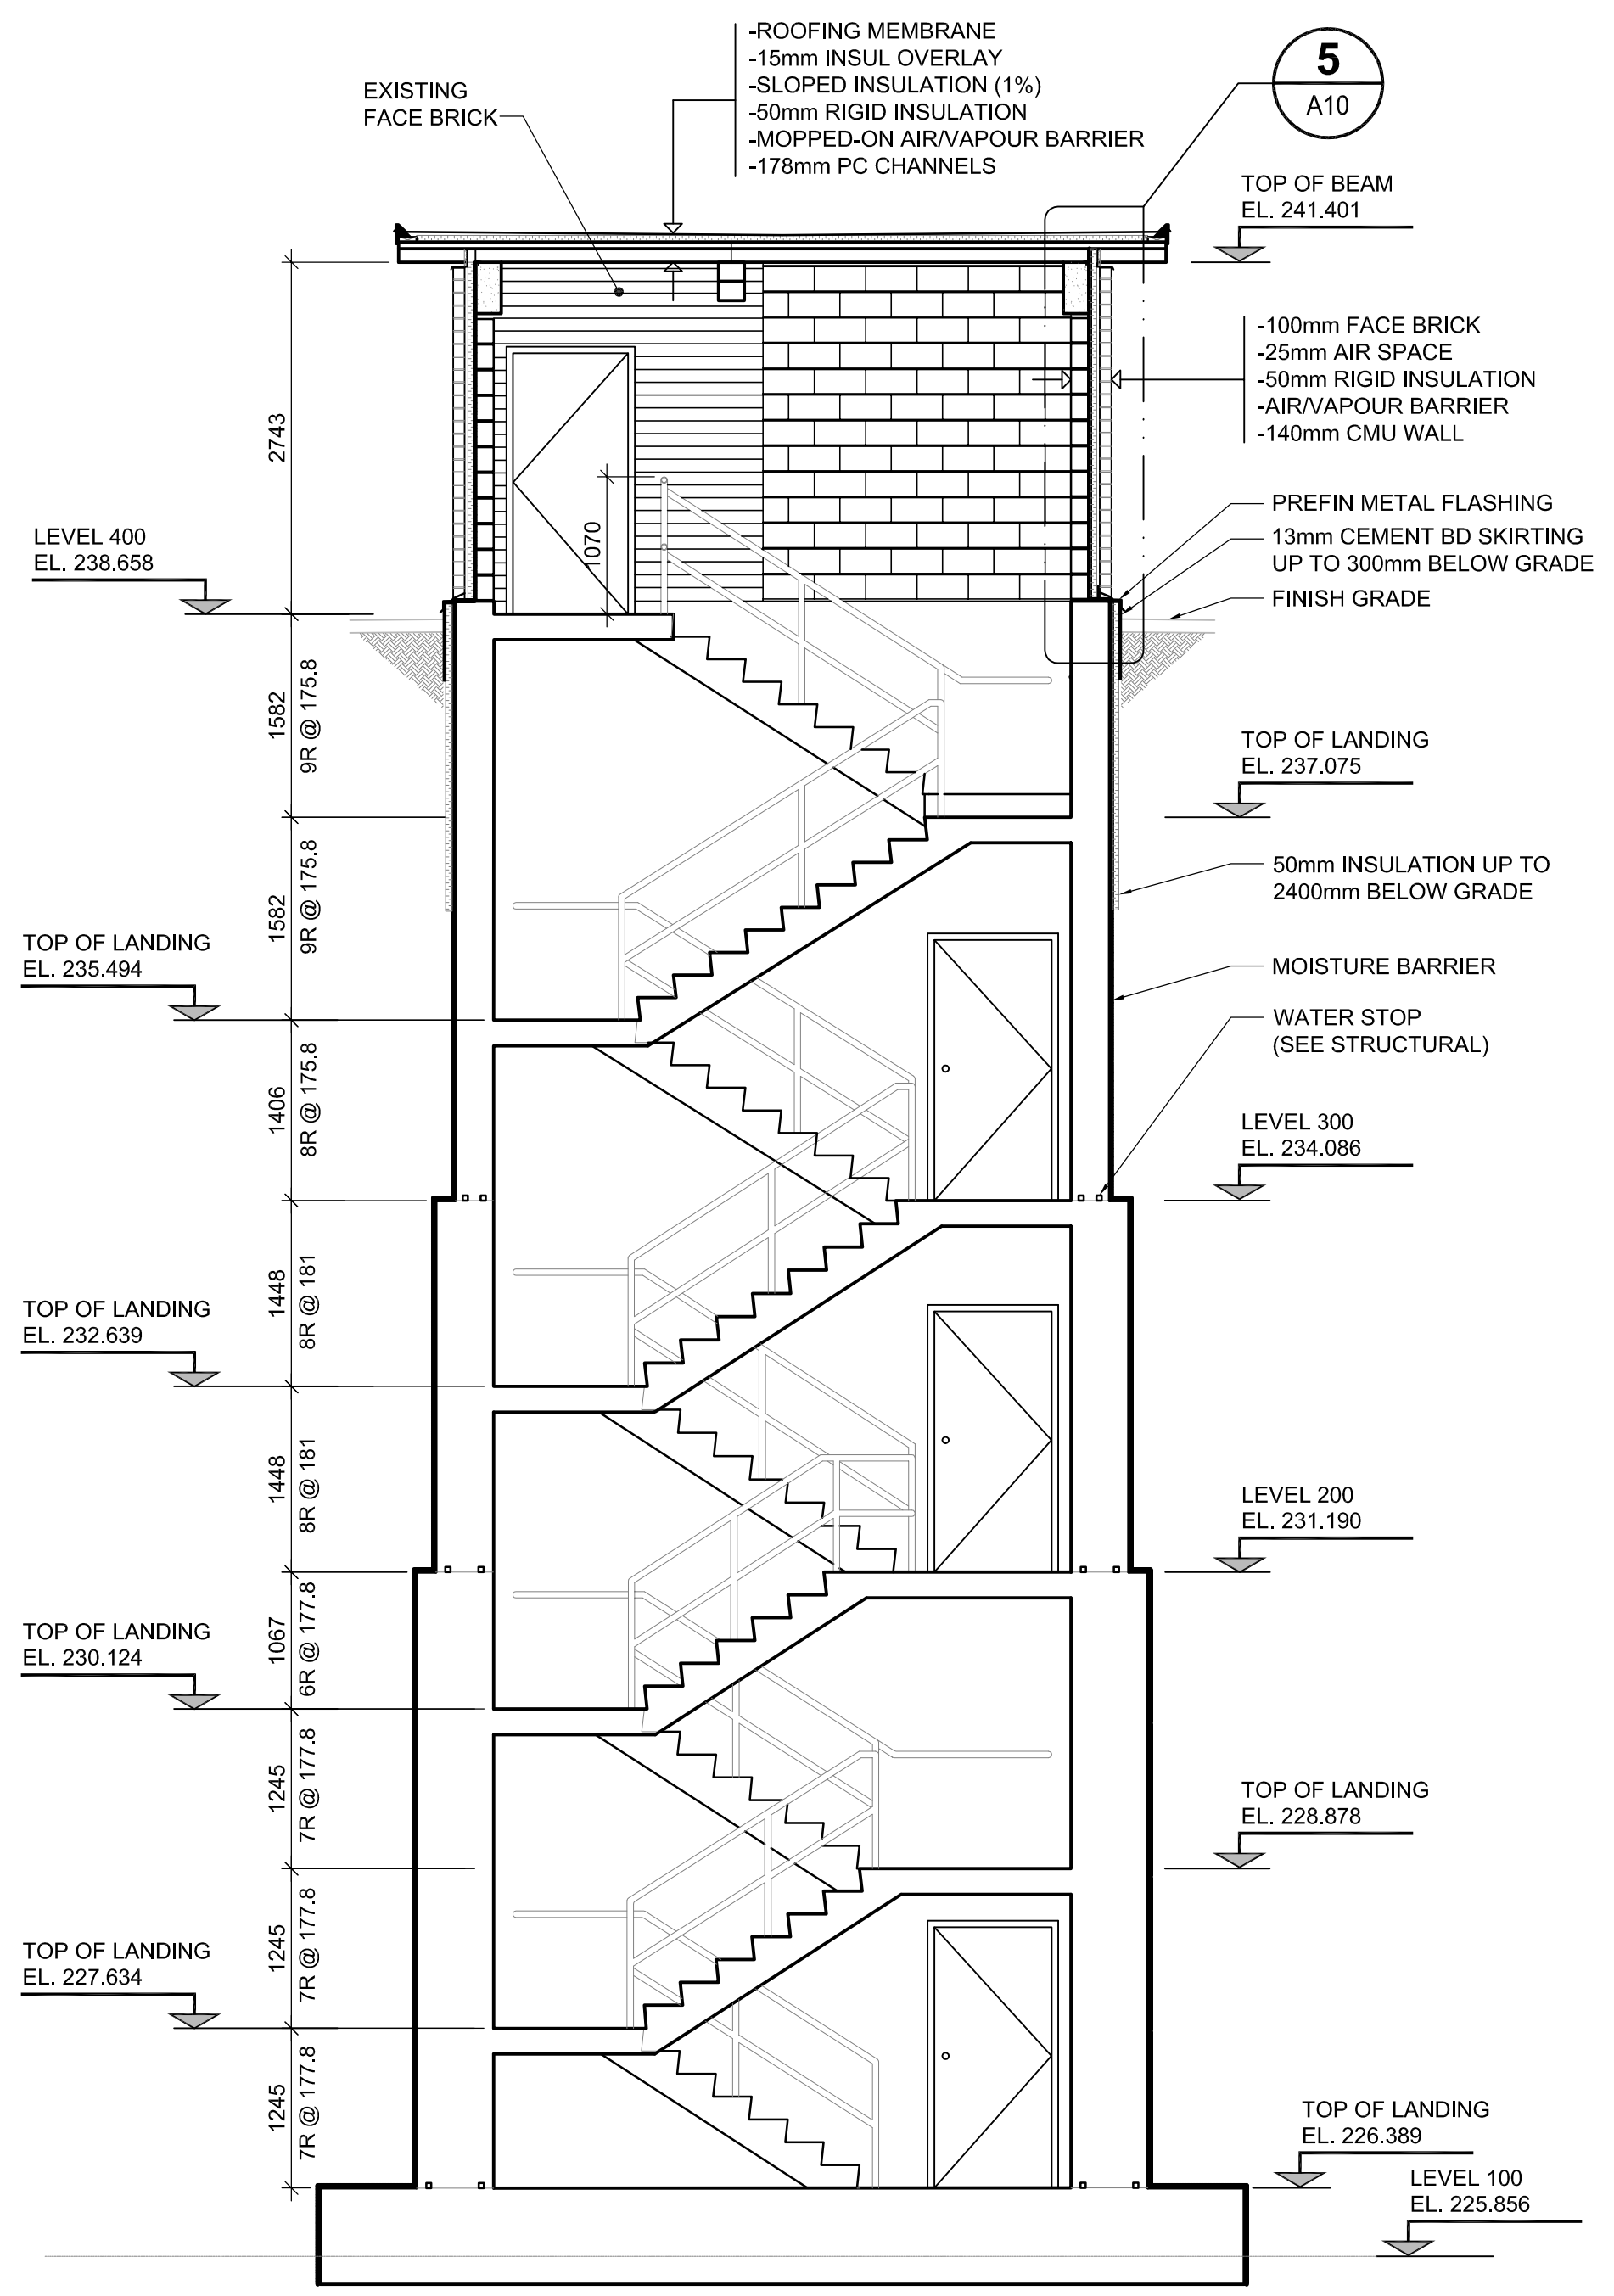 -ROOFING MEMBRANE
-15mm INSUL OVERLAY
-SLOPED INSULATION (1%)
-50mm RIGID INSULATION
-MOPPED-ON AIR/VAPOUR BARRIER
-178mm PC CHANNELS
EXISTING
FACE BRICK
5
A10
TOP OF BEAM
EL. 241.401
-100mm FACE BRICK
-25mm AIR SPACE
-50mm RIGID INSULATION
-AIR/VAPOUR BARRIER
-140mm CMU WALL
PREFIN METAL FLASHING
13mm CEMENT BD SKIRTING
UP TO 300mm BELOW GRADE
FINISH GRADE
TOP OF LANDING
EL. 237.075
50mm INSULATION UP TO
2400mm BELOW GRADE
MOISTURE BARRIER
WATER STOP
(SEE STRUCTURAL)
LEVEL 300
EL. 234.086
LEVEL 200
EL. 231.190
TOP OF LANDING
EL. 228.878
TOP OF LANDING
EL. 226.389
LEVEL 100
EL. 225.856
LEVEL 400
EL. 238.658
TOP OF LANDING
EL. 235.494
TOP OF LANDING
EL. 232.639
TOP OF LANDING
EL. 230.124
TOP OF LANDING
EL. 227.634
2743
1070
1582
9R @ 175.8
1582
9R @ 175.8
1406
8R @ 175.8
1448
8R @ 181
1448
8R @ 181
1067
6R @ 177.8
1245
7R @ 177.8
1245
7R @ 177.8
1245
7R @ 177.8